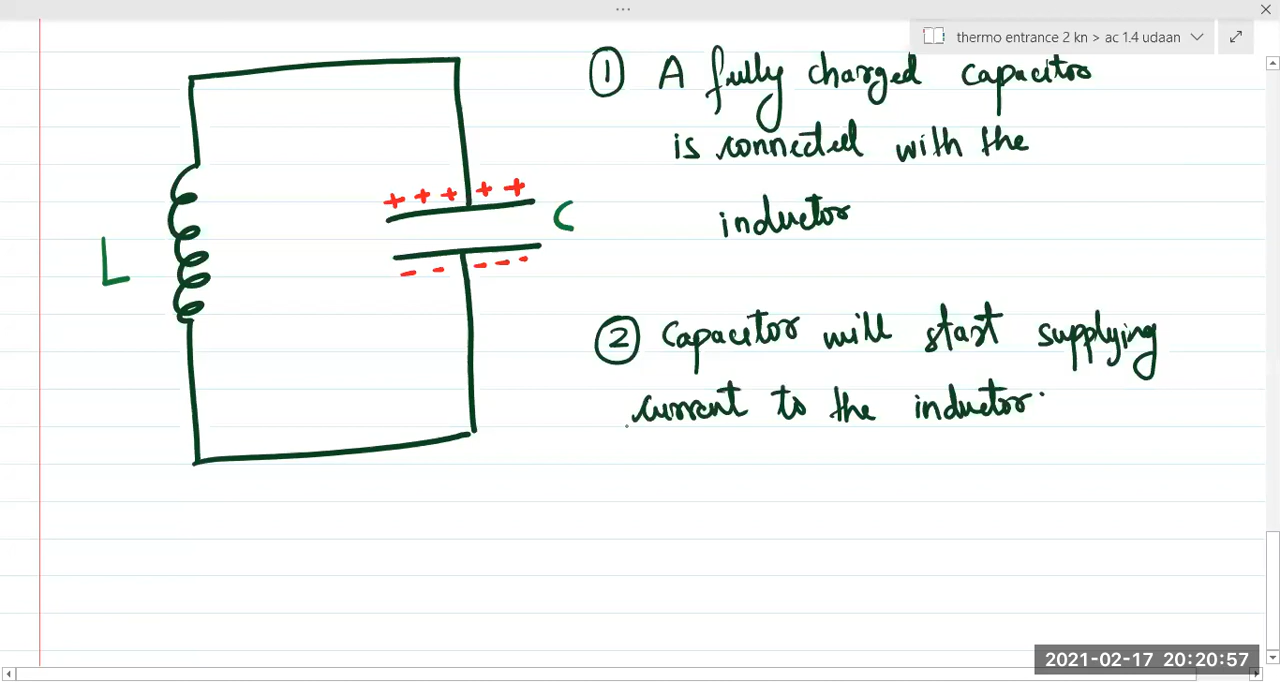 thermo entrance 2 kn > ac 1.4 udaan
① A fully charged capacitor
is connected with the
inductor
+ + + + +
C
- - - - -
L
② Capacitor will start supplying
current to the inductor.
2021-02-17 20:20:57